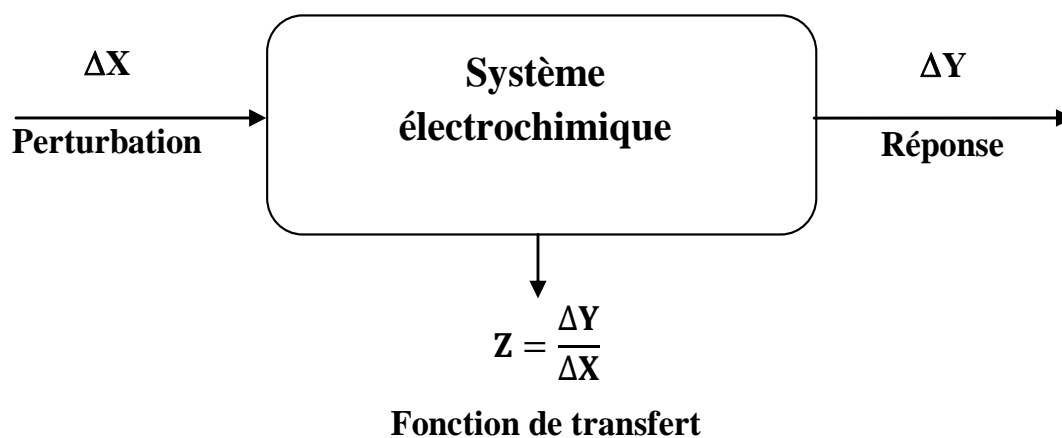 ΔX
Perturbation
Système
électrochimique
ΔY
Réponse
Z = ΔY/ΔX
Fonction de transfert